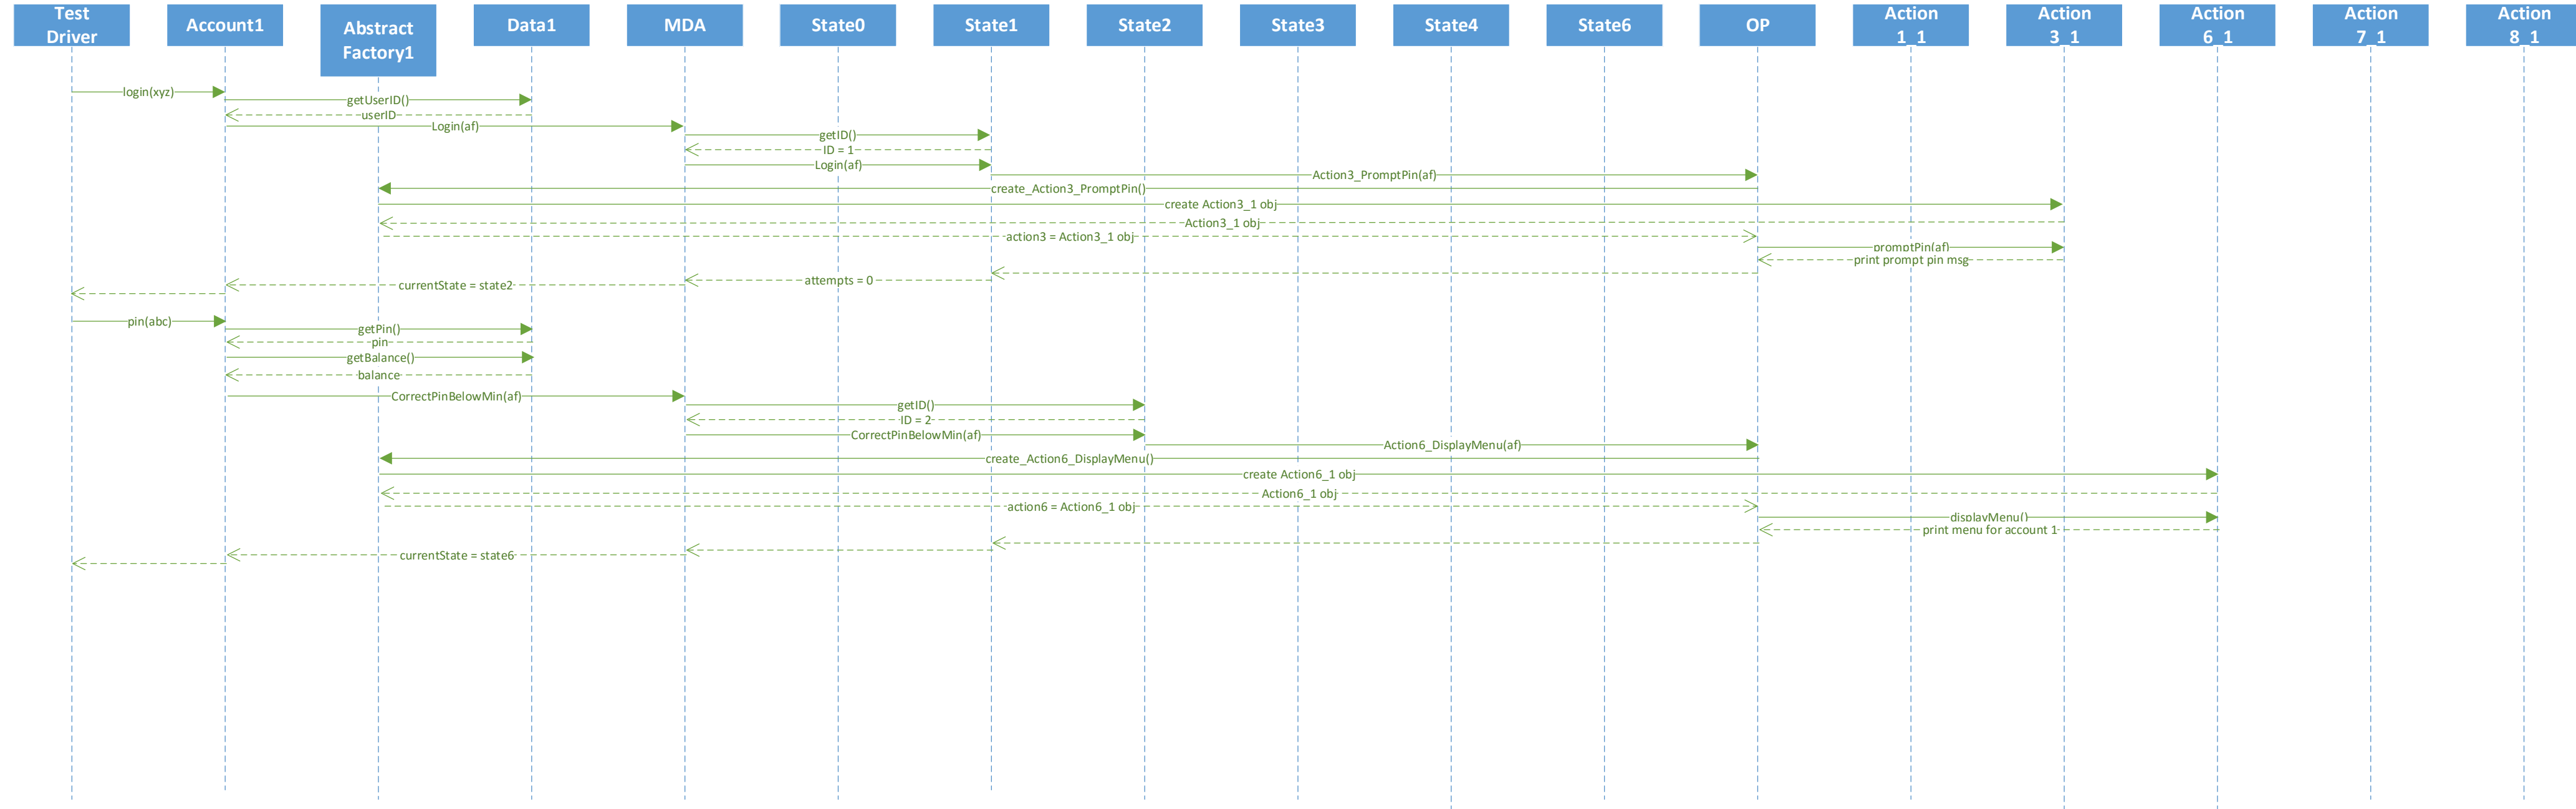 Test
Driver
Account1
Abstract
Factory1
Data1
MDA
State0
State1
State2
State3
State4
State6
OP
Action
1_1
Action
3_1
Action
6_1
Action
7_1
Action
8_1
login(xyz)
getUserID()
userID
Login(af)
getID()
ID = 1
Login(af)
Action3_PromptPin(af)
create_Action3_PromptPin()
create Action3_1 obj
Action3_1 obj
action3 = Action3_1 obj
promptPin(af)
print prompt pin msg
attempts = 0
currentState = state2
pin(abc)
getPin()
pin
getBalance()
balance
CorrectPinBelowMin(af)
getID()
ID = 2
CorrectPinBelowMin(af)
Action6_DisplayMenu(af)
create_Action6_DisplayMenu()
create Action6_1 obj
Action6_1 obj
action6 = Action6_1 obj
displayMenu()
print menu for account 1
currentState = state6